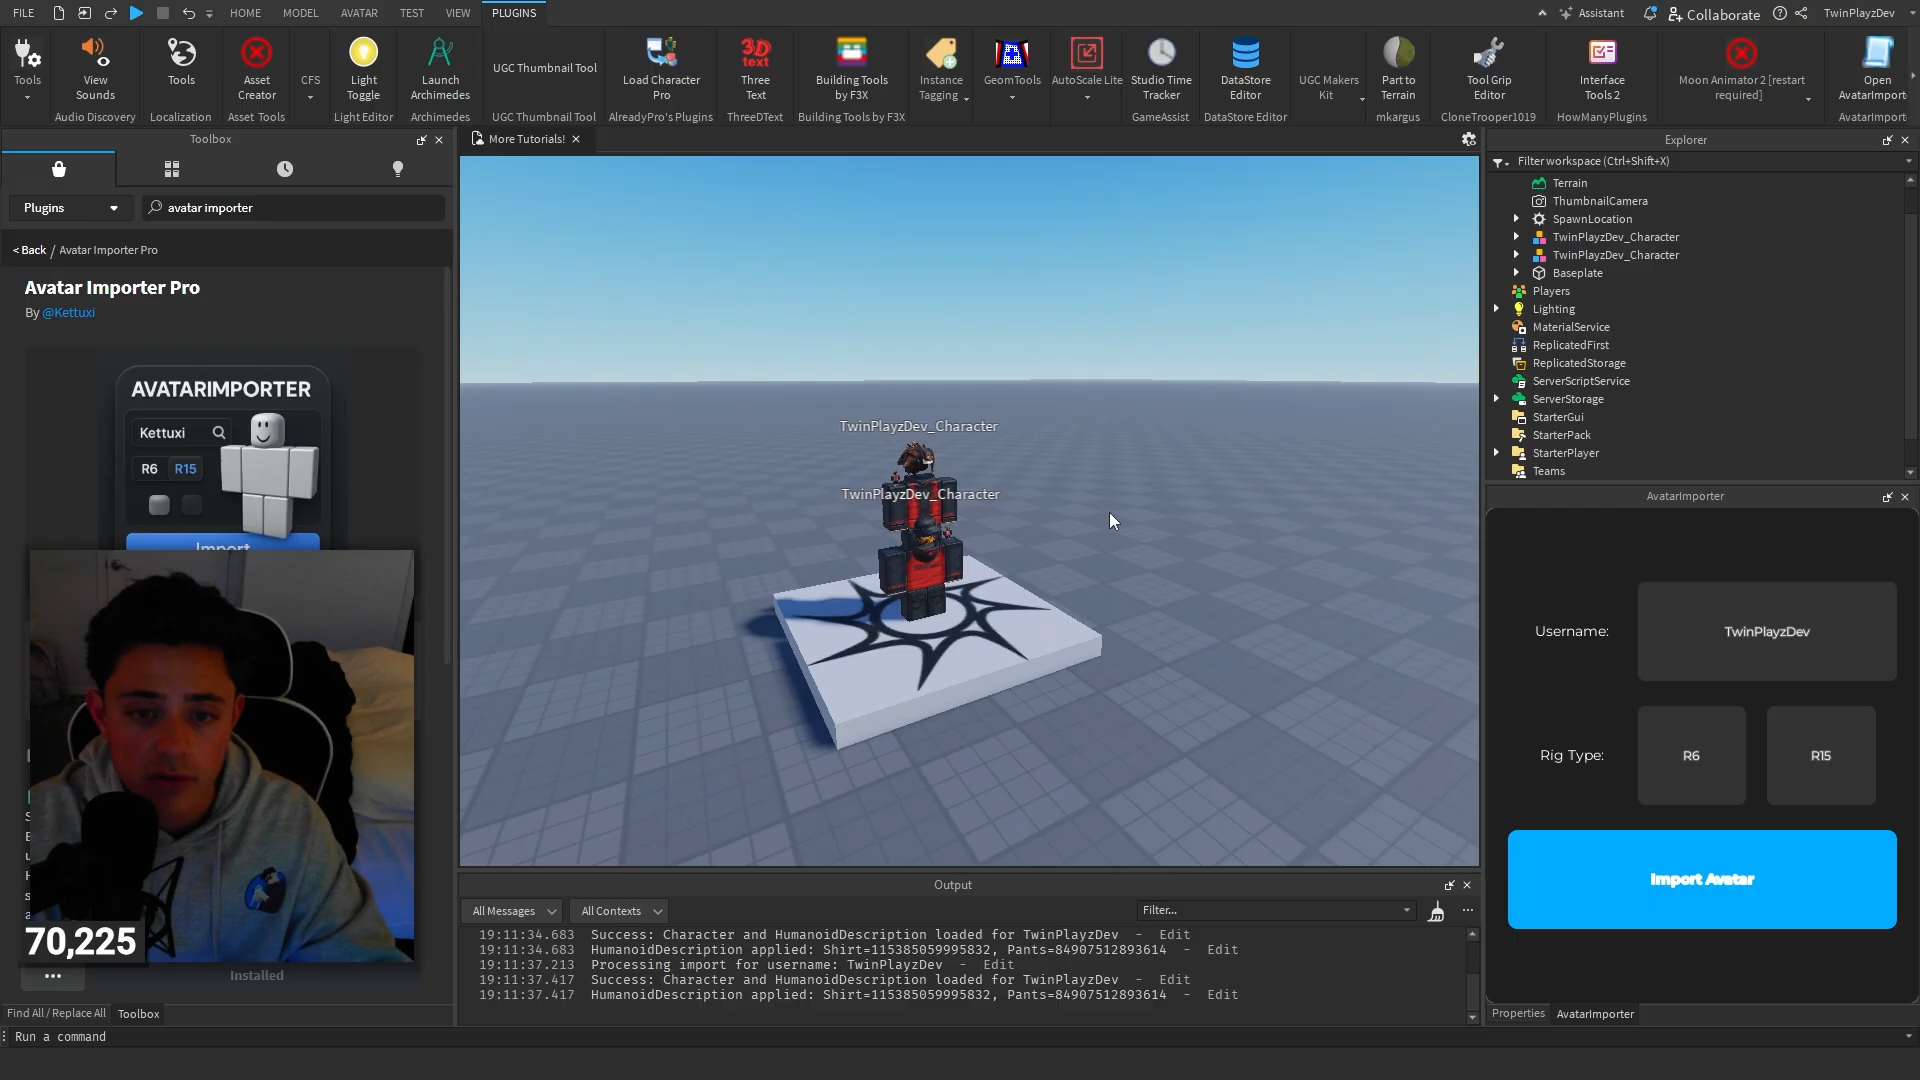 FILE
HOME
MODEL
AVATAR
TEST
VIEW
PLUGINS
Assistant
Collaborate
TwinPlayzDev
Tools
View
Sounds
Tools
Asset
Creator
CFS
Light
Toggle
Launch
Archimedes
UGC Thumbnail Tool
Load Character
Pro
Three
Text
3D
text
Building Tools
by F3X
Instance
Tagging
GeomTools
AutoScale Lite
Studio Time
Tracker
DataStore
Editor
UGC Makers
Kit
Part to
Terrain
Tool Grip
Editor
Interface
Tools 2
Moon Animator 2 [restart
required]
Open
AvatarImport
Audio Discovery
Localization
Asset Tools
Light Editor
Archimedes
UGC Thumbnail Tool
AlreadyPro's Plugins
ThreeDText
Building Tools by F3X
GameAssist
DataStore Editor
mkargus
CloneTrooper1019
HowManyPlugins
AvatarImport
Toolbox
Plugins
avatar importer
< Back / Avatar Importer Pro
Avatar Importer Pro
By @Kettuxi
AVATARIMPORTER
Kettuxi
R6
R15
Import
70,225
Installed
Find All / Replace All
Toolbox
Run a command
More Tutorials!
TwinPlayzDev_Character
TwinPlayzDev_Character
Output
All Messages
All Contexts
Filter...
19:11:34.683 Success: Character and HumanoidDescription loaded for TwinPlayzDev - Edit
19:11:34.683 HumanoidDescription applied: Shirt=115385059995832, Pants=84907512893614 - Edit
19:11:37.213 Processing import for username: TwinPlayzDev - Edit
19:11:37.417 Success: Character and HumanoidDescription loaded for TwinPlayzDev - Edit
19:11:37.417 HumanoidDescription applied: Shirt=115385059995832, Pants=84907512893614 - Edit
Explorer
Filter workspace (Ctrl+Shift+X)
Terrain
ThumbnailCamera
SpawnLocation
TwinPlayzDev_Character
TwinPlayzDev_Character
Baseplate
Players
Lighting
MaterialService
ReplicatedFirst
ReplicatedStorage
ServerScriptService
ServerStorage
StarterGui
StarterPack
StarterPlayer
Teams
AvatarImporter
Username:
TwinPlayzDev
Rig Type:
R6
R15
Import Avatar
Properties
AvatarImporter